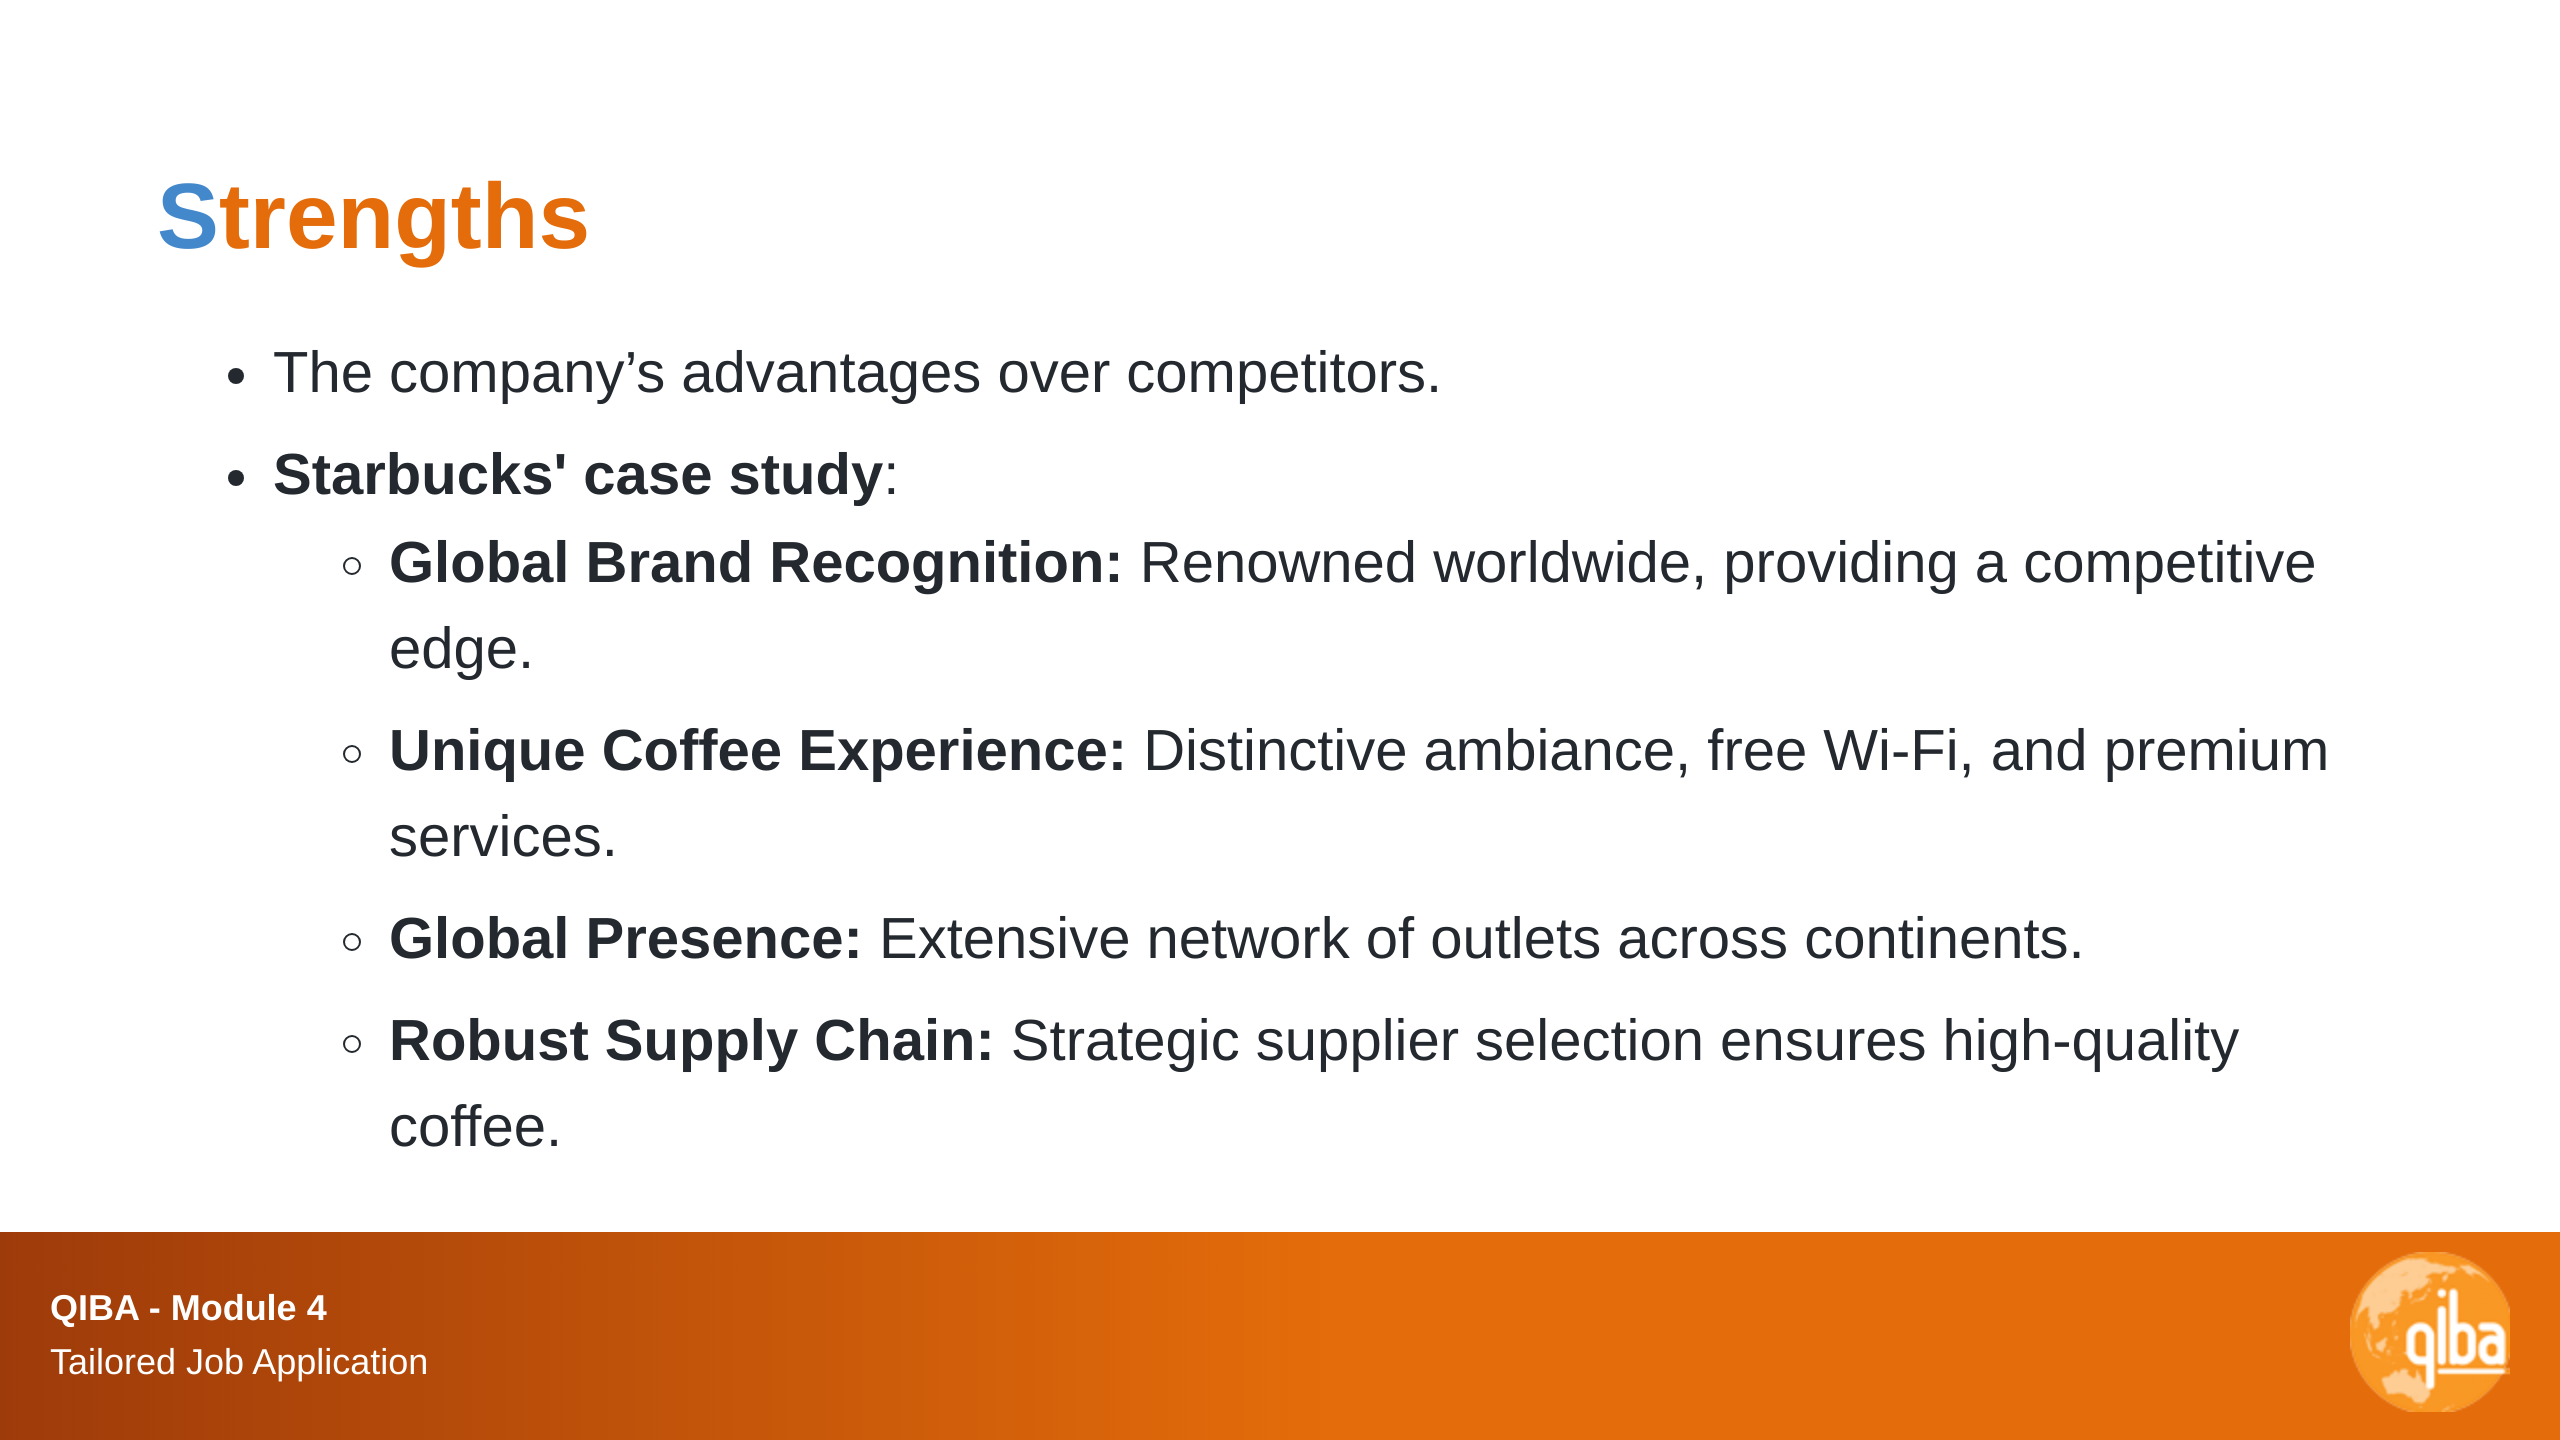 Strengths
The company’s advantages over competitors.
Starbucks' case study:
Global Brand Recognition: Renowned worldwide, providing a competitive
edge.
Unique Coffee Experience: Distinctive ambiance, free Wi-Fi, and premium
services.
Global Presence: Extensive network of outlets across continents.
Robust Supply Chain: Strategic supplier selection ensures high-quality
coffee.
QIBA - Module 4
Tailored Job Application
qiba